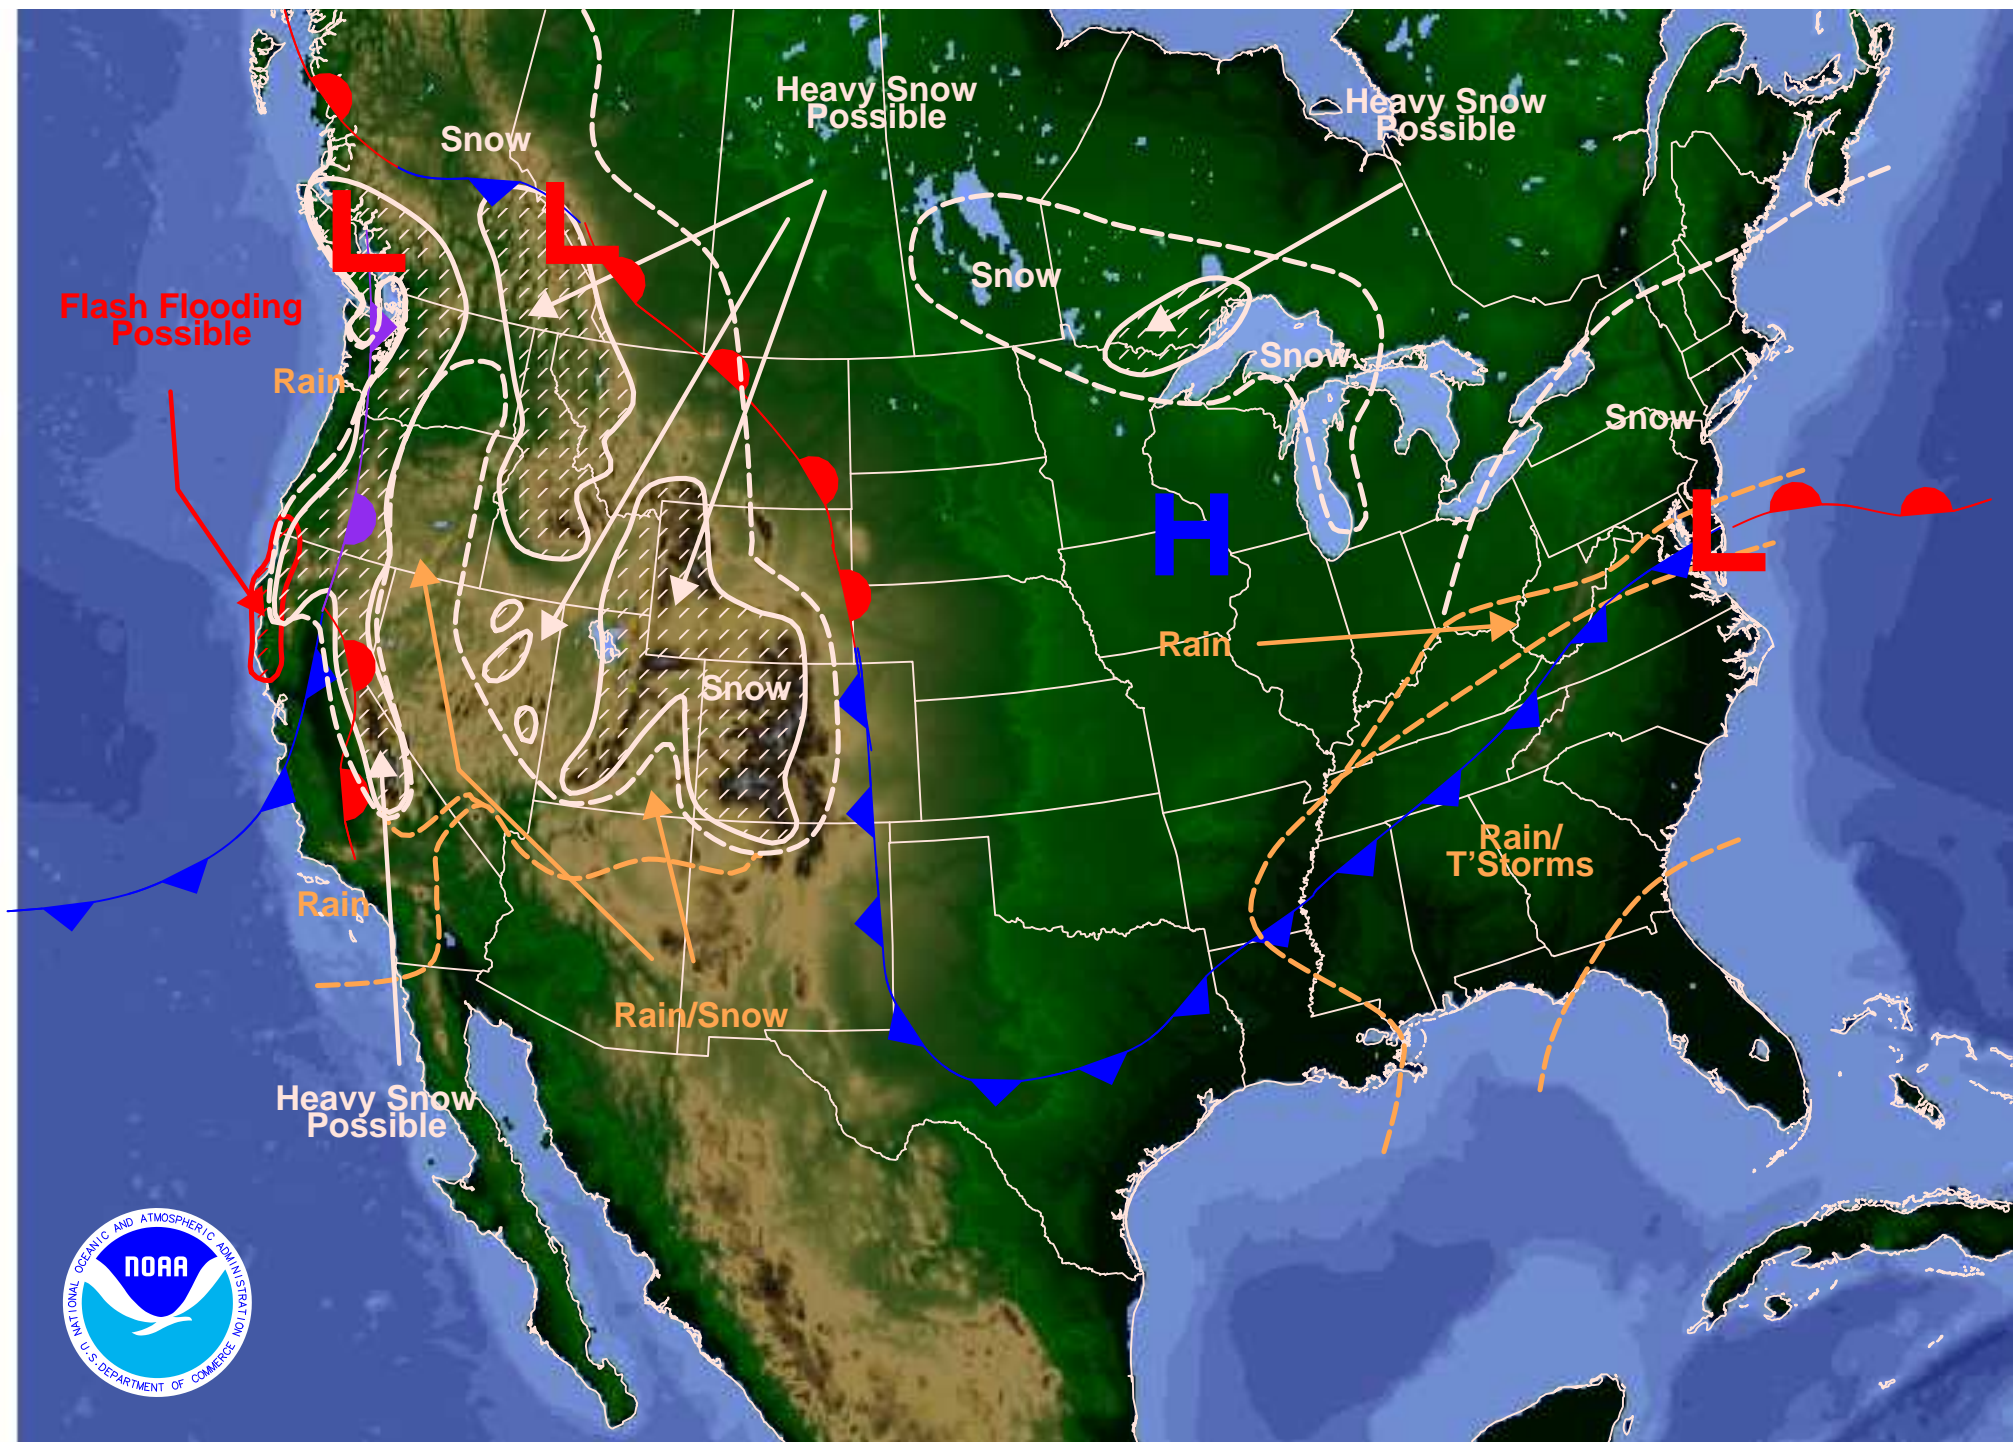 Heavy Snow
Possible
Heavy Snow
Possible
Snow
L
L
Snow
Flash Flooding
Possible
Snow
Rain
Snow
H
L
Rain
Snow
Rain/
T'Storms
Rain
Rain/Snow
Heavy Snow
Possible
NATIONAL OCEANIC AND ATMOSPHERIC ADMINISTRATION
NOAA
U.S. DEPARTMENT OF COMMERCE